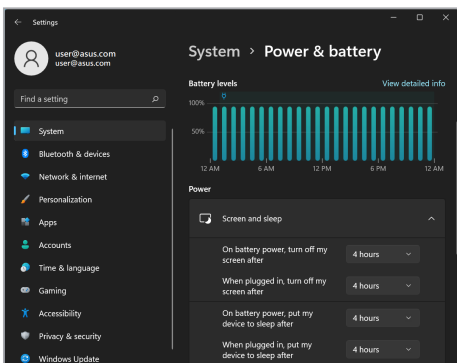 Settings
user@asus.com
user@asus.com
Find a setting
System
Bluetooth & devices
Network & internet
Personalization
Apps
Accounts
Time & language
Gaming
Accessibility
Privacy & security
Windows Update
System > Power & battery
Battery levels
View detailed info
100%
50%
12 AM 6 AM 12 PM 6 PM 12 AM
Power
Screen and sleep
On battery power, turn off my
screen after
4 hours
When plugged in, turn off my
screen after
4 hours
On battery power, put my
device to sleep after
4 hours
When plugged in, put my
device to sleep after
4 hours